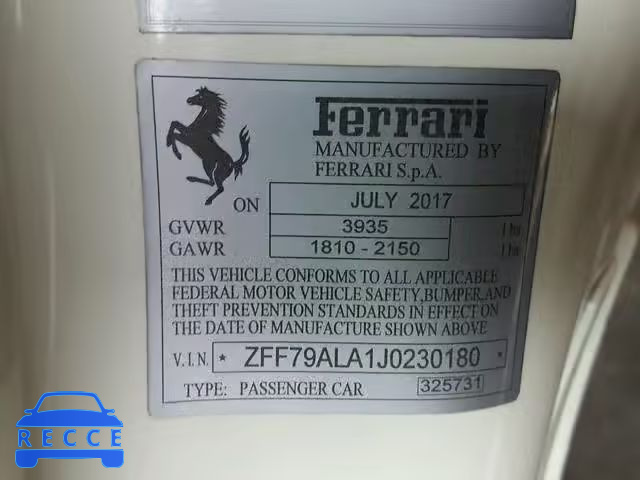 Ferrari
MANUFACTURED BY
FERRARI S.p.A.
ON JULY 2017
GVWR 3935 lbs
GAWR 1810 - 2150 lbs
THIS VEHICLE CONFORMS TO ALL APPLICABLE
FEDERAL MOTOR VEHICLE SAFETY, BUMPER, AND
THEFT PREVENTION STANDARDS IN EFFECT ON
THE DATE OF MANUFACTURE SHOWN ABOVE
V.I.N. * ZFF79ALA1J0230180 *
TYPE: PASSENGER CAR 325731
RECCE